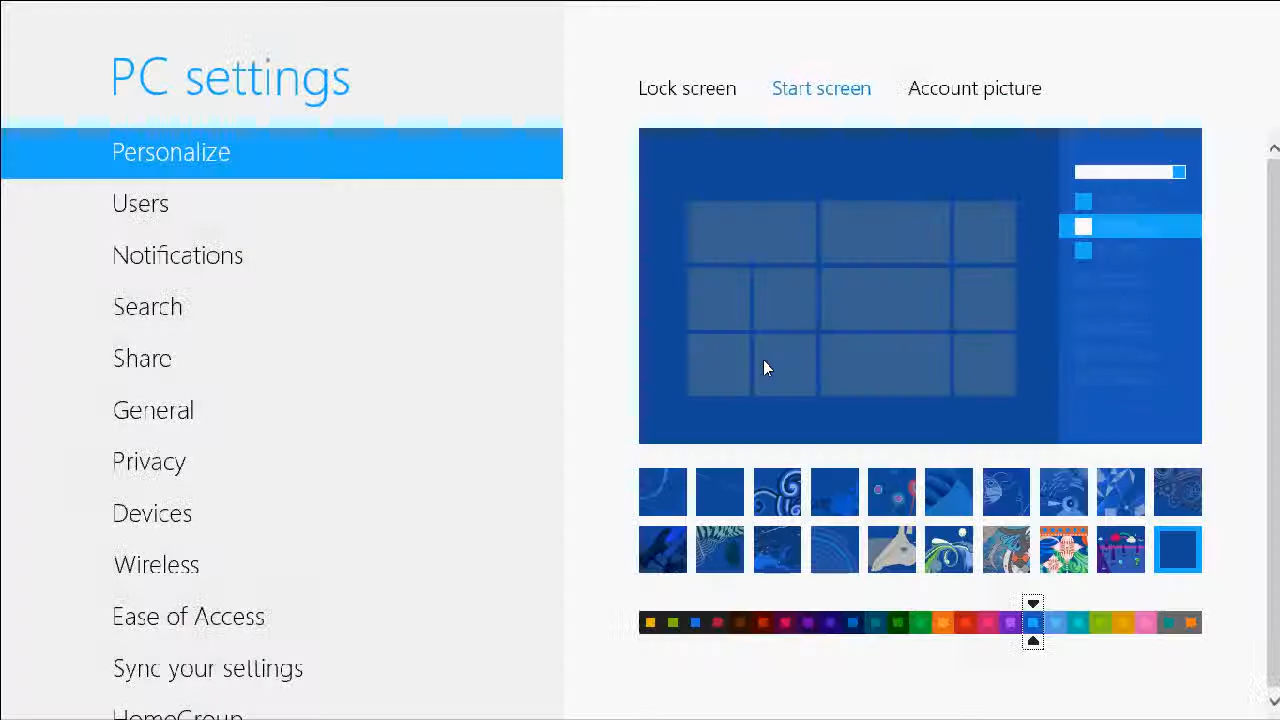 PC settings
Personalize
Users
Notifications
Search
Share
General
Privacy
Devices
Wireless
Ease of Access
Sync your settings
HomeGroup
Lock screen
Start screen
Account picture